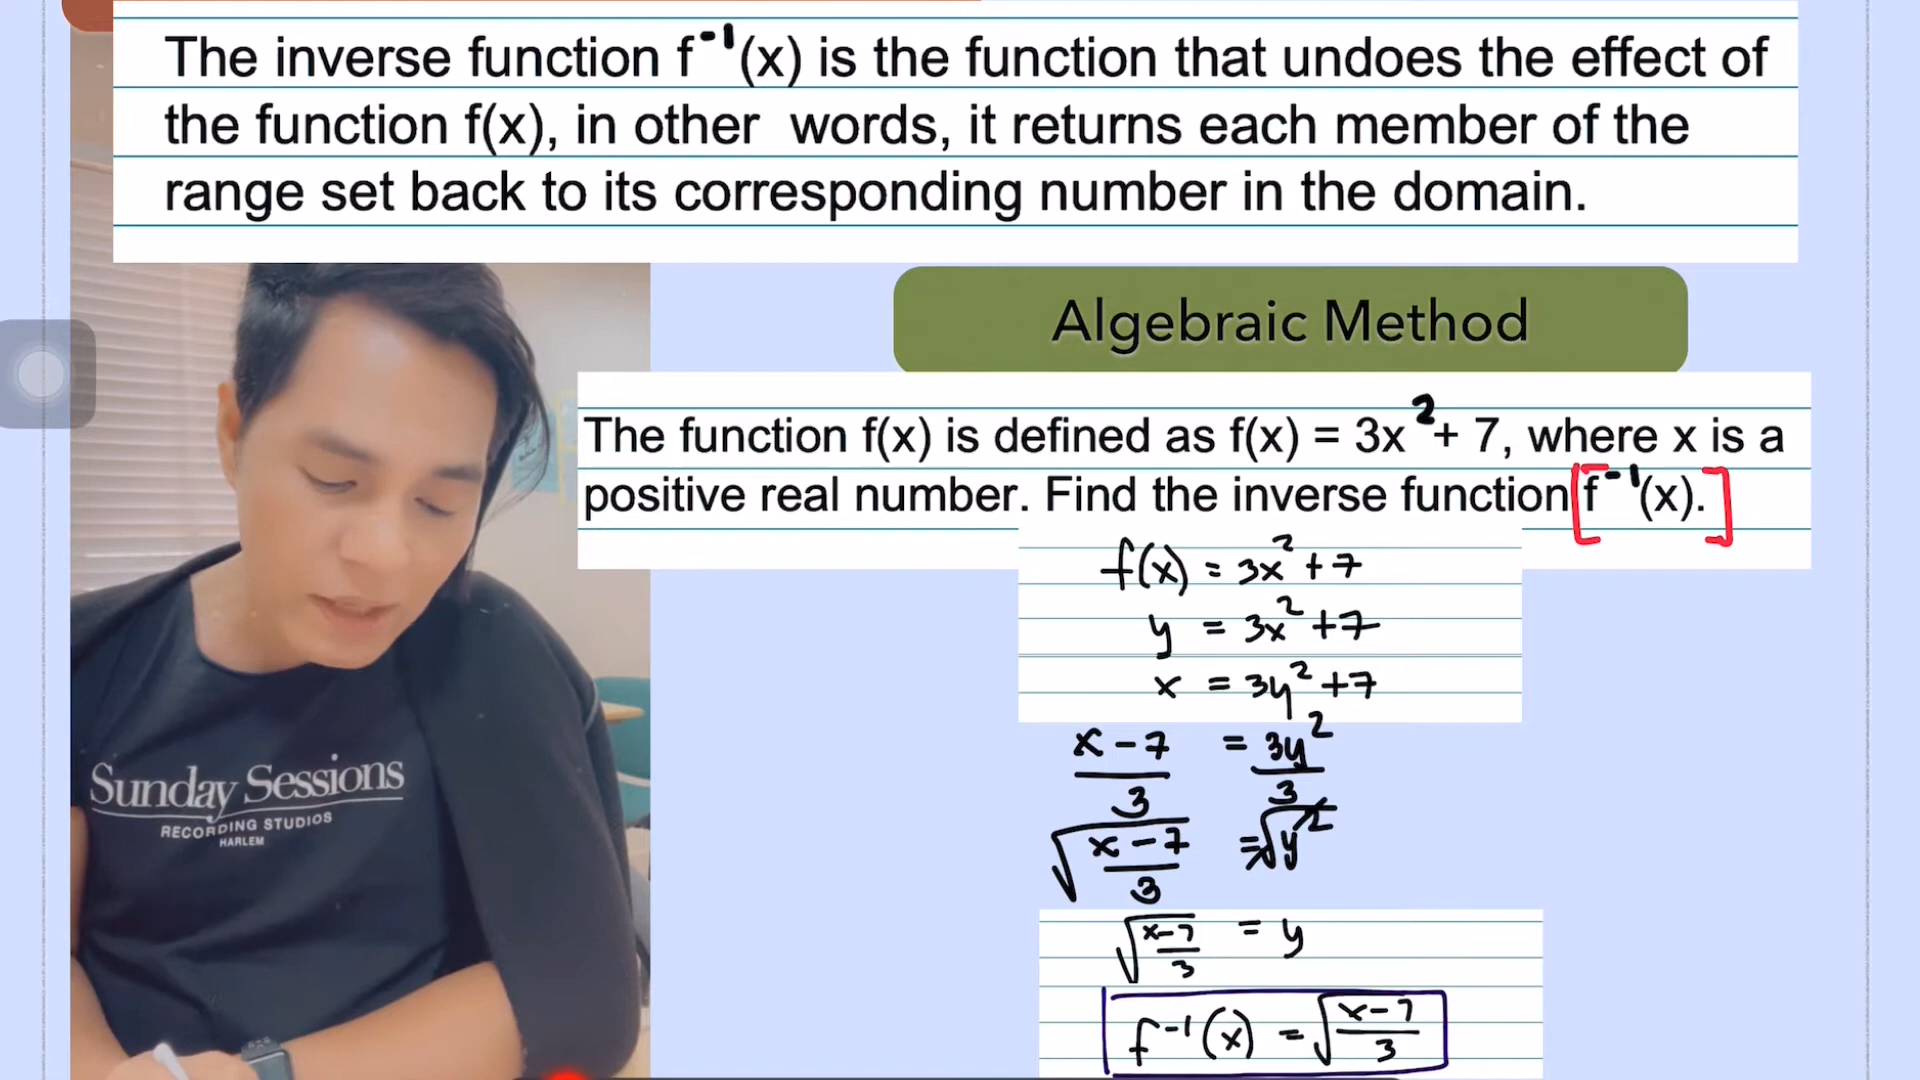 The inverse function f⁻¹(x) is the function that undoes the effect of
the function f(x), in other words, it returns each member of the
range set back to its corresponding number in the domain.
Algebraic Method
The function f(x) is defined as f(x) = 3x² + 7, where x is a
positive real number. Find the inverse function [f⁻¹(x).]
f(x) = 3x² + 7
y = 3x² + 7
x = 3y² + 7
(x - 7)/3 = 3y²/3
√((x - 7)/3) = √y²
√((x - 7)/3) = y
f⁻¹(x) = √((x - 7)/3)
Sunday Sessions
RECORDING STUDIOS
HARLEM